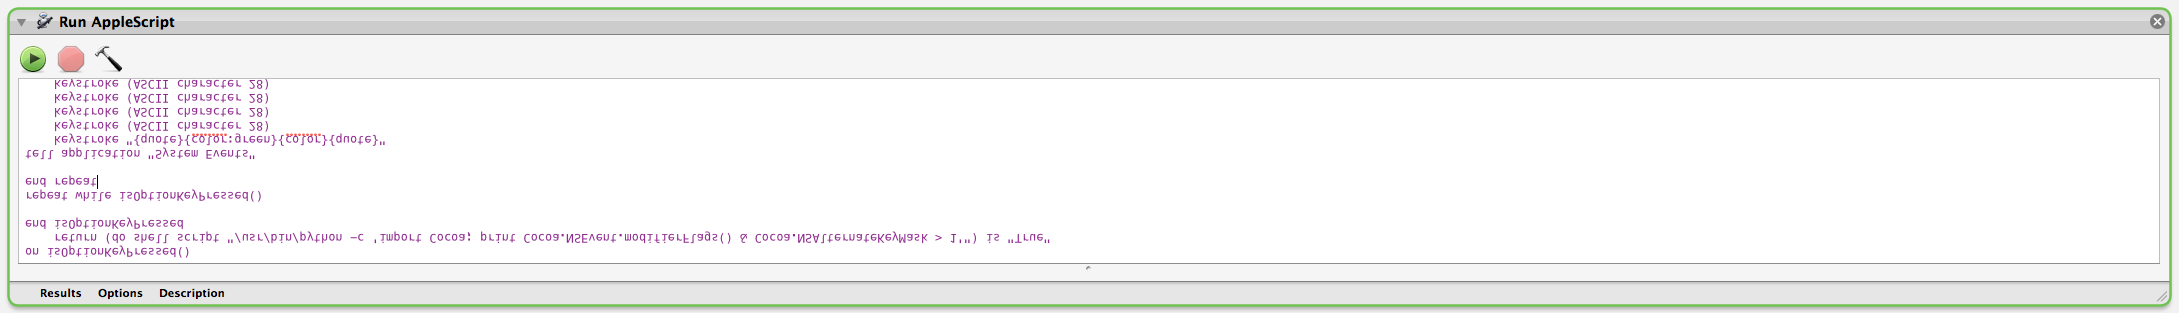 Run AppleScript
on isOptionKeyPressed()
return (do shell script "/usr/bin/python -c 'import Cocoa; print Cocoa.NSEvent.modifierFlags() & Cocoa.NSAlternateKeyMask > 1'") is "True"
end isOptionKeyPressed
repeat while isOptionKeyPressed()
end repeat
tell application "System Events"
keystroke "{quote}{color:green}{color}{quote}"
keystroke (ASCII character 28)
keystroke (ASCII character 28)
keystroke (ASCII character 28)
keystroke (ASCII character 28)
Results Options Description